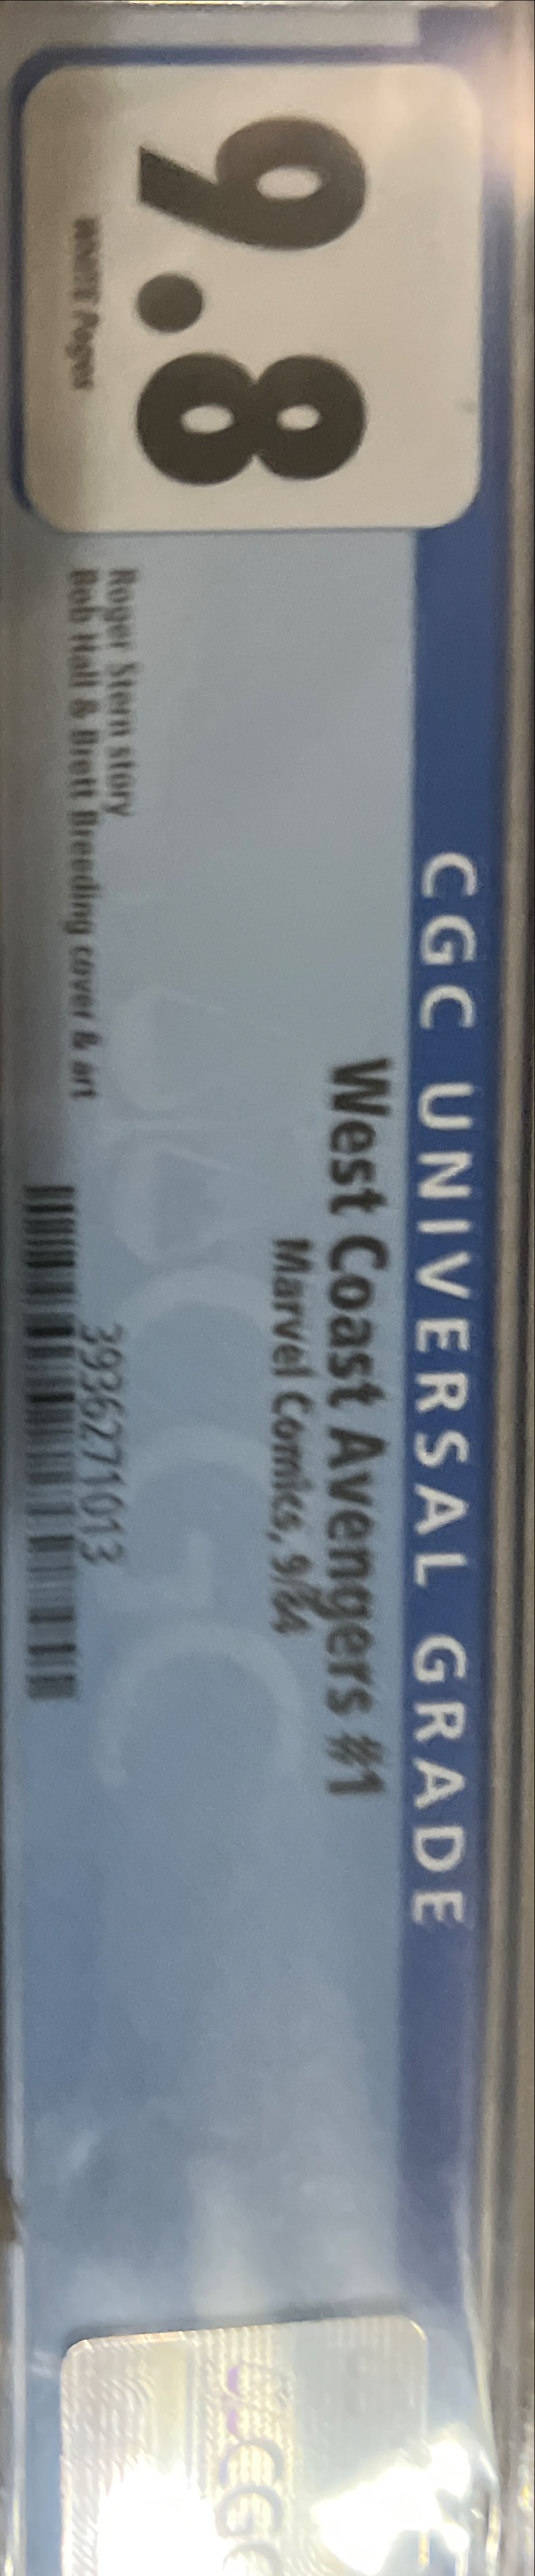 CGC UNIVERSAL GRADE
9.8
WHITE Pages
West Coast Avengers #1
Marvel Comics, 9/84
Roger Stern story
Bob Hall & Brett Breeding cover & art
3936271013
CGC